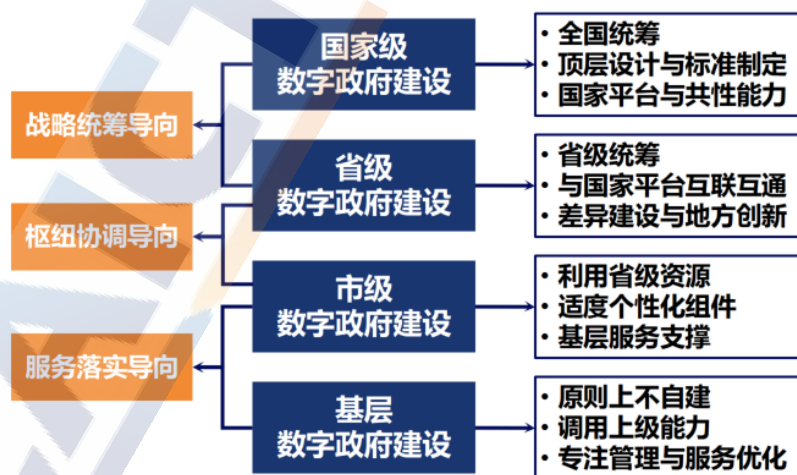 战略统筹导向
枢纽协调导向
服务落实导向
国家级
数字政府建设
• 全国统筹
• 顶层设计与标准制定
• 国家平台与共性能力
省级
数字政府建设
• 省级统筹
• 与国家平台互联互通
• 差异建设与地方创新
市级
数字政府建设
• 利用省级资源
• 适度个性化组件
• 基层服务支撑
基层
数字政府建设
• 原则上不自建
• 调用上级能力
• 专注管理与服务优化